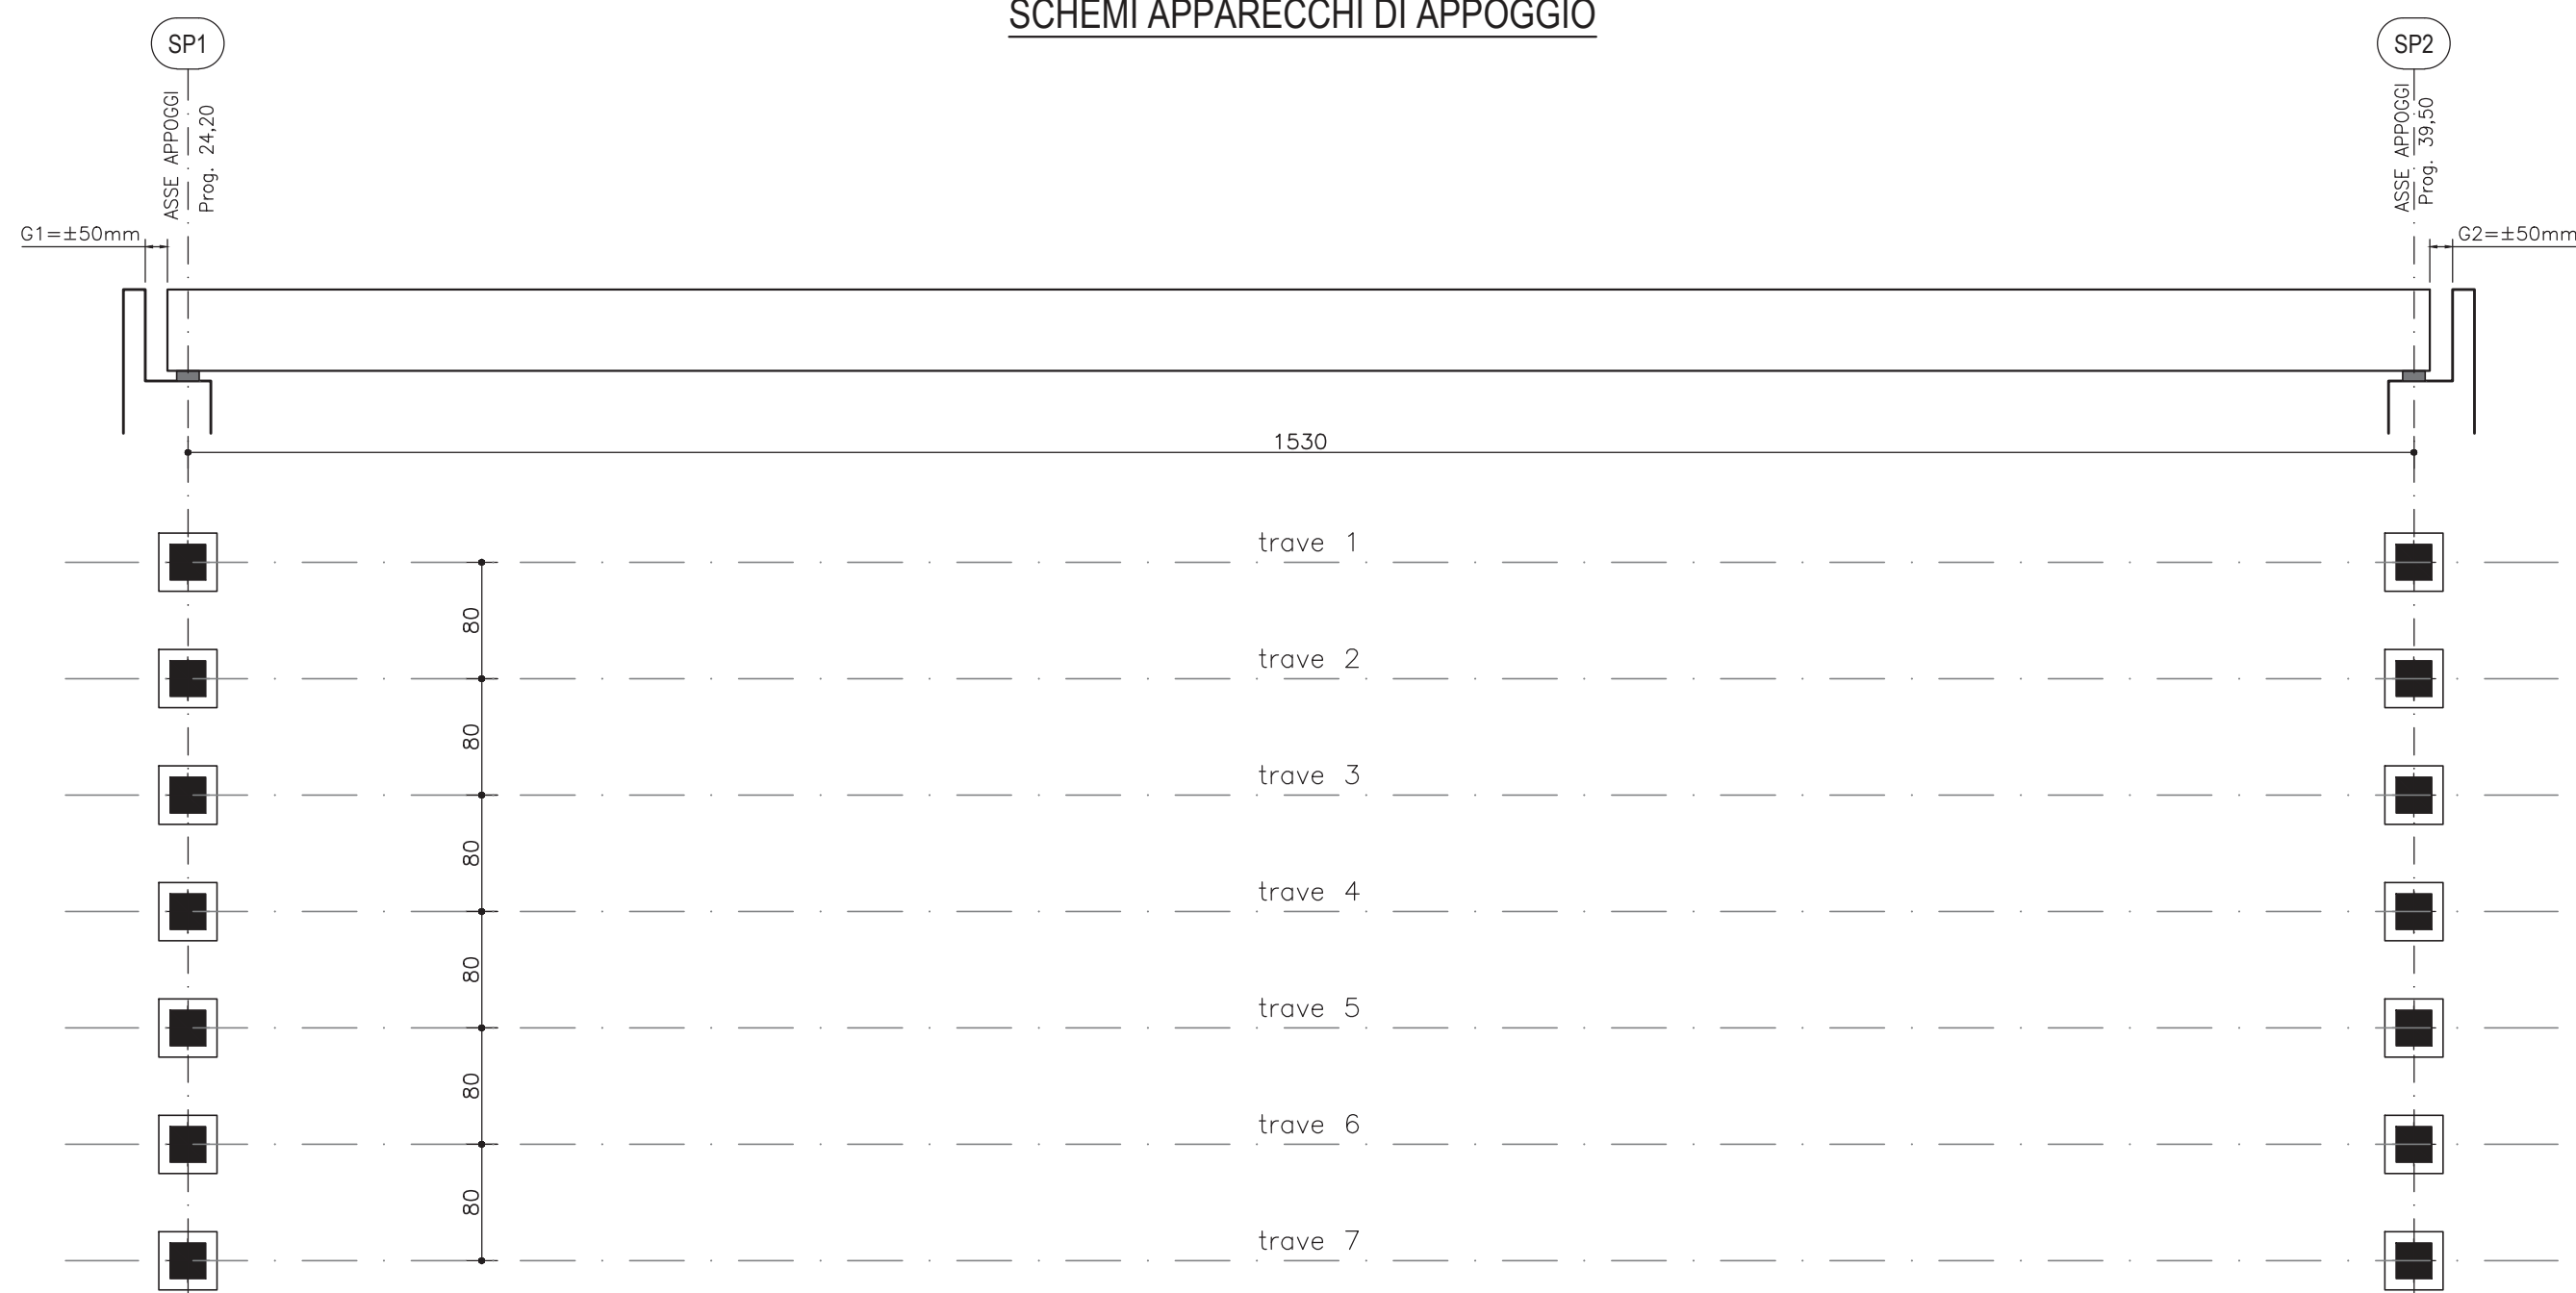 SCHEMI APPARECCHI DI APPOGGIO
SP1
SP2
ASSE APPOGGI
Prog. 24,20
ASSE APPOGGI
Prog. 39,50
G1=±50mm
G2=±50mm
1530
trave 1
80
trave 2
80
trave 3
80
trave 4
80
trave 5
80
trave 6
80
trave 7